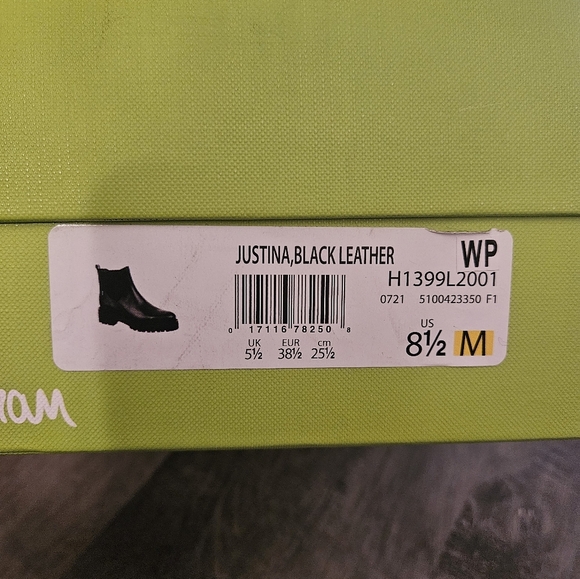 JUSTINA,BLACK LEATHER
WP
H1399L2001
0721 5100423350 F1
0 17116 78250 8
UK EUR cm
5½ 38½ 25½
US
8½ M